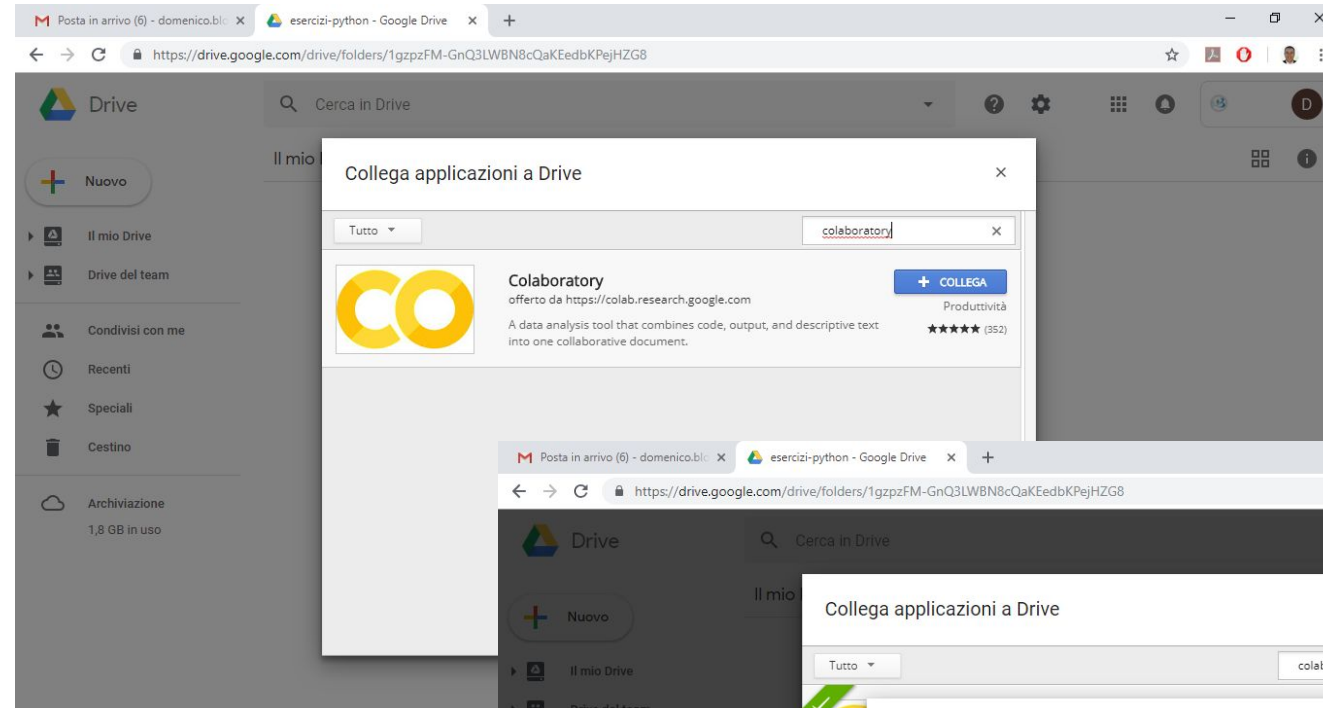 Posta in arrivo (6) - domenico.blo
esercizi-python - Google Drive
https://drive.google.com/drive/folders/1gzpzFM-GnQ3LWBN8cQaKEedbKPejHZG8
Drive
Cerca in Drive
D
Nuovo
Il mio
Collega applicazioni a Drive
Il mio Drive
Tutto
colaboratory
Drive del team
Colaboratory
+ COLLEGA
offerto da https://colab.research.google.com
Produttività
A data analysis tool that combines code, output, and descriptive text
★★★★★ (352)
into one collaborative document.
Condivisi con me
Recenti
Speciali
Cestino
Archiviazione
1,8 GB in uso
Posta in arrivo (6) - domenico.blo
esercizi-python - Google Drive
https://drive.google.com/drive/folders/1gzpzFM-GnQ3LWBN8cQaKEedbKPejHZG8
Drive
Cerca in Drive
Il mio
Collega applicazioni a Drive
Nuovo
Tutto
colab
Il mio Drive
Drive del team